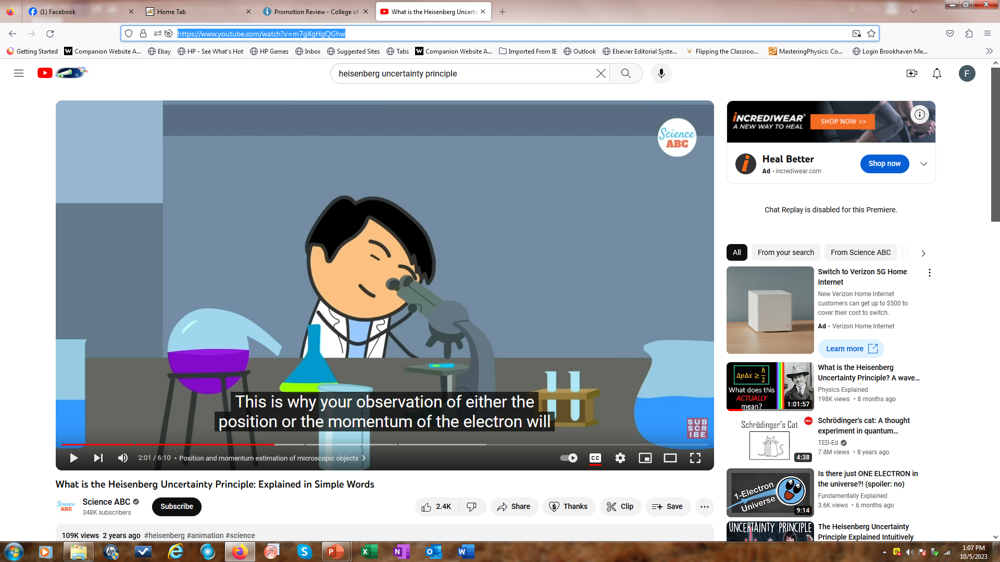 (1) Facebook
Home Tab
Promotion Review - College of
What is the Heisenberg Uncerta
https://www.youtube.com/watch?v=m7gXgHgQGhw
Getting Started
Companion Website A...
Ebay
HP - See What's Hot
HP Games
Inbox
Suggested Sites
Tabs
Companion Website A...
Imported From IE
Outlook
Elsevier Editorial Syste...
Flipping the Classroo...
MasteringPhysics: Co...
Login Brookhaven Me...
heisenberg uncertainty principle
F
Science
ABC
This is why your observation of either the
position or the momentum of the electron will
SUB
SCR
IBE
2:01 / 6:10 • Position and momentum estimation of microscopic objects
CC
What is the Heisenberg Uncertainty Principle: Explained in Simple Words
Science
ABC
Science ABC
348K subscribers
Subscribe
2.4K
Share
Thanks
Clip
Save
109K views 2 years ago #heisenberg #animation #science
INCREDIWEAR
A NEW WAY TO HEAL
SHOP NOW >>
Heal Better
Ad · incrediwear.com
Shop now
Chat Replay is disabled for this Premiere.
All
From your search
From Science ABC
Switch to Verizon 5G Home
Internet
New Verizon Home Internet
customers can get up to $500 to
cover their cost to switch.
Ad · Verizon Home Internet
Learn more
ΔpΔx ≥ ħ/2
What does this
ACTUALLY
mean?
1:01:57
What is the Heisenberg
Uncertainty Principle? A wave...
Physics Explained
198K views • 8 months ago
Schrödinger's Cat
4:38
Schrödinger's cat: A thought
experiment in quantum...
TED-Ed
7.8M views • 8 years ago
1-Electron
Universe
9:14
Is there just ONE ELECTRON in
the universe?! (spoiler: no)
Fundamentally Explained
3.6K views • 6 months ago
UNCERTAINTY PRINCIPLE
The Heisenberg Uncertainty
Principle Explained Intuitively
1:07 PM
10/5/2023